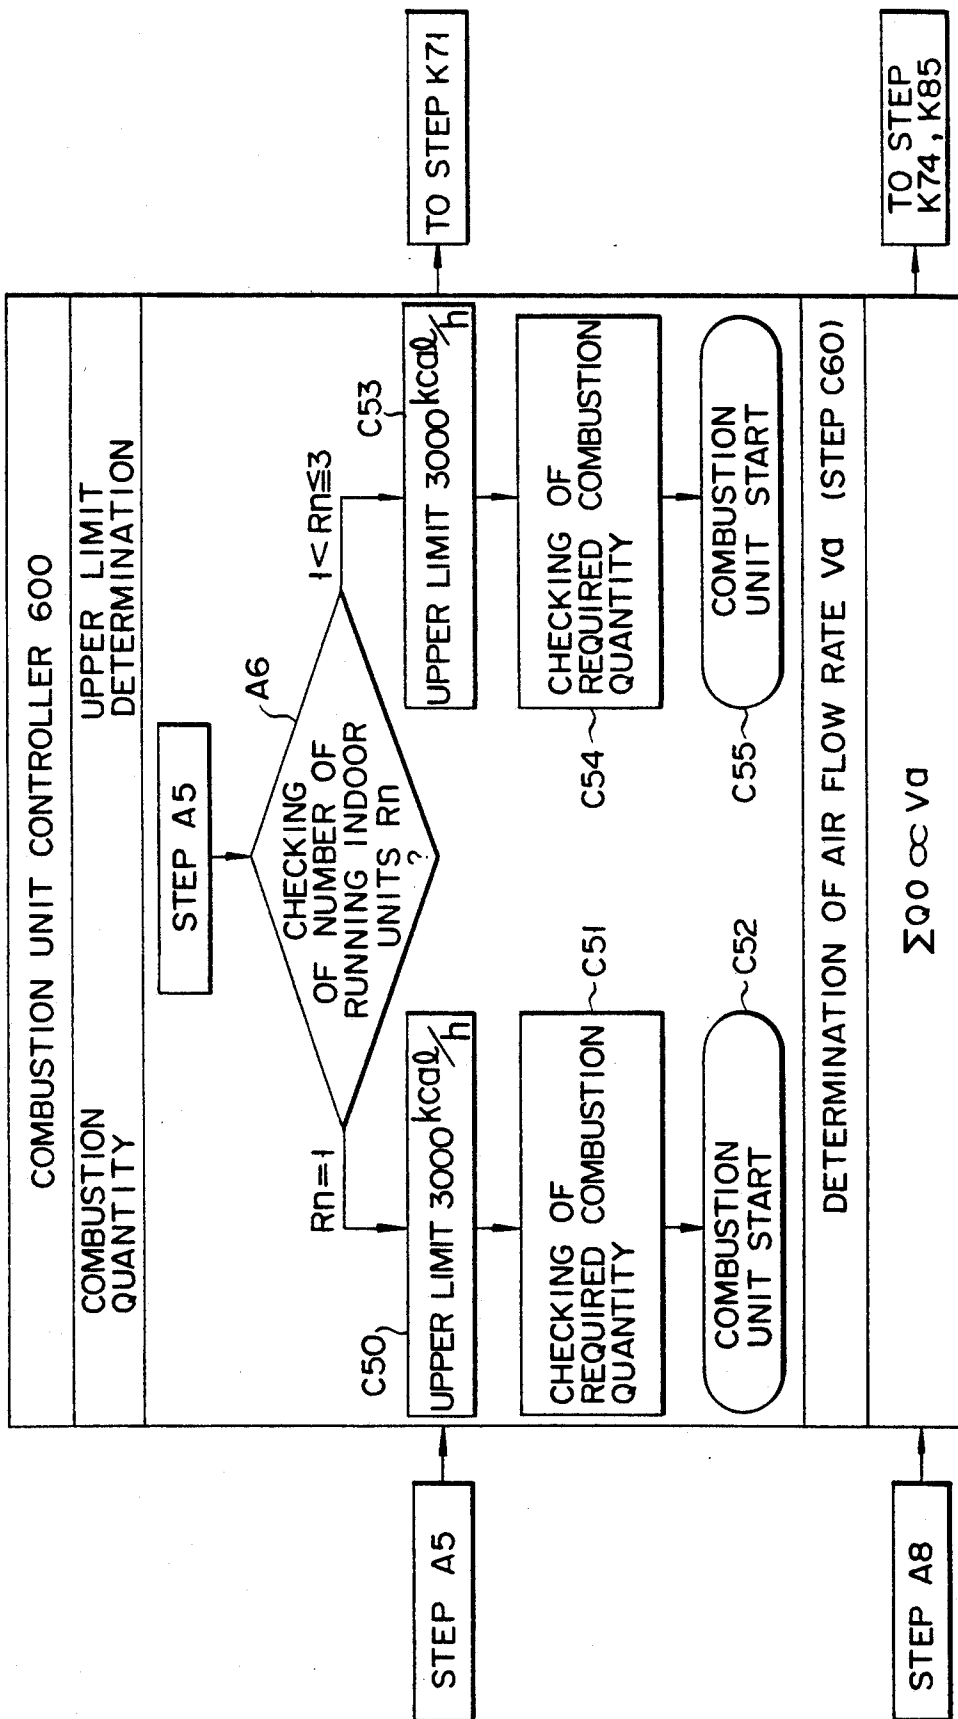 COMBUSTION UNIT CONTROLLER 600
COMBUSTION
QUANTITY
UPPER LIMIT
DETERMINATION
STEP A5
A6
CHECKING
OF NUMBER OF
RUNNING INDOOR
UNITS Rn
?
Rn=1
1<Rn≦3
C50
UPPER LIMIT 3000 kcal/h
C53
UPPER LIMIT 3000 kcal/h
STEP A5
TO STEP K71
CHECKING OF
REQUIRED COMBUSTION
QUANTITY
C51
CHECKING OF
REQUIRED COMBUSTION
QUANTITY
C54
COMBUSTION
UNIT START
C52
COMBUSTION
UNIT START
C55
DETERMINATION OF AIR FLOW RATE Va (STEP C60)
STEP A8
ΣQ0 ∝ Va
TO STEP
K74, K85